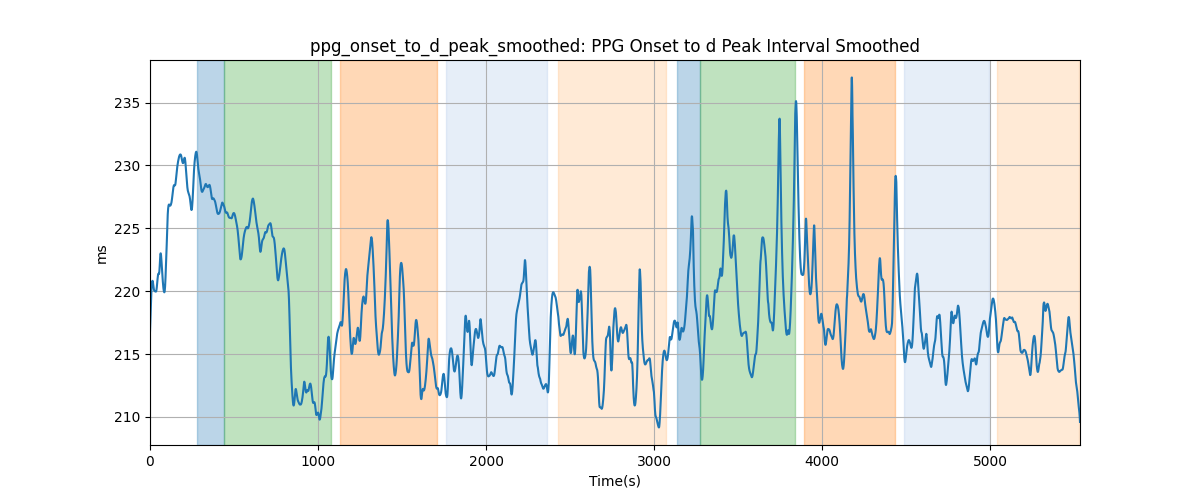 ppg_onset_to_d_peak_smoothed: PPG Onset to d Peak Interval Smoothed
235
230
225
220
215
210
ms
0 1000 2000 3000 4000 5000
Time(s)